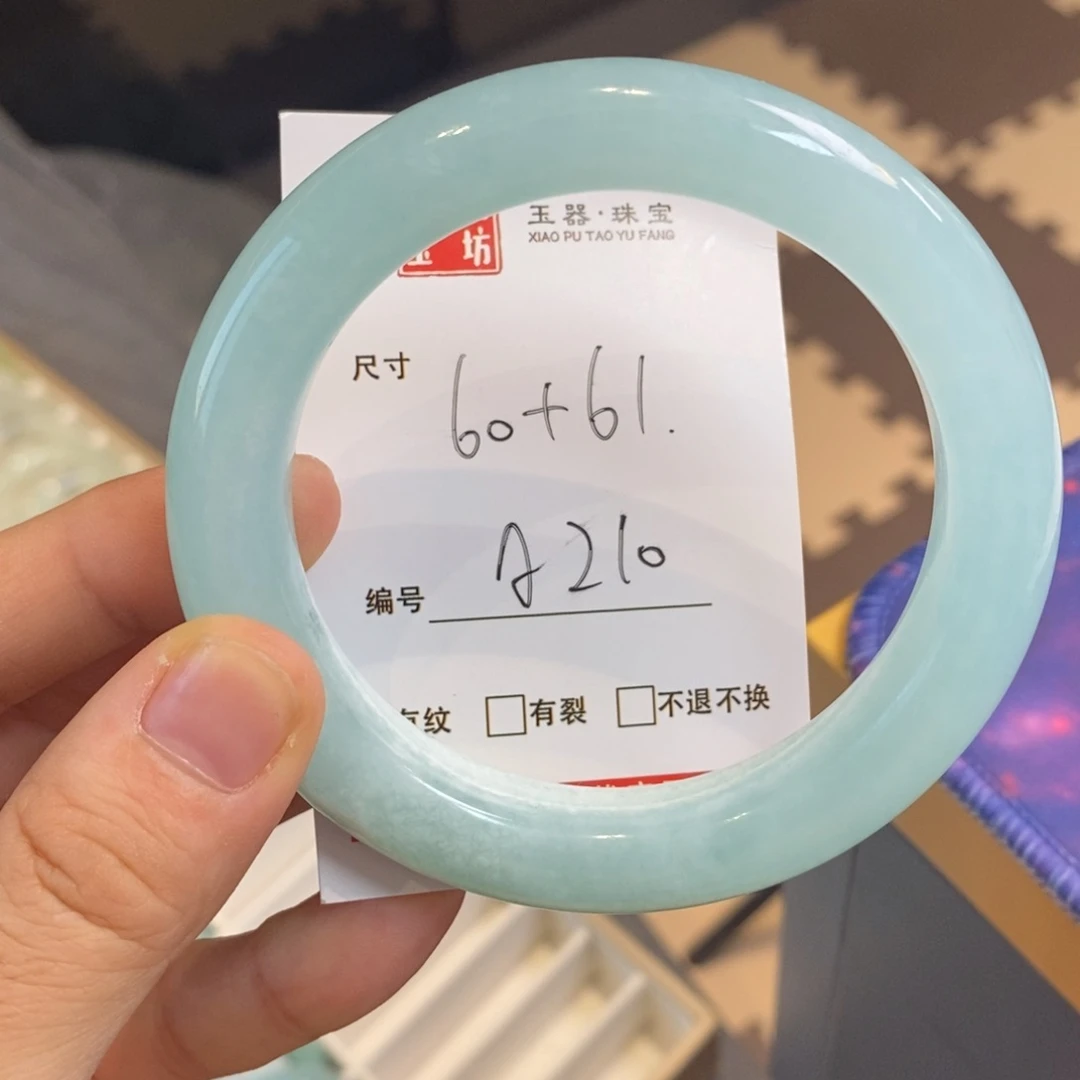 玉器·珠宝
坊
XIAO PU TAO YU FANG
尺寸 60+61.
编号 A210
纹 □有裂 □不退不换